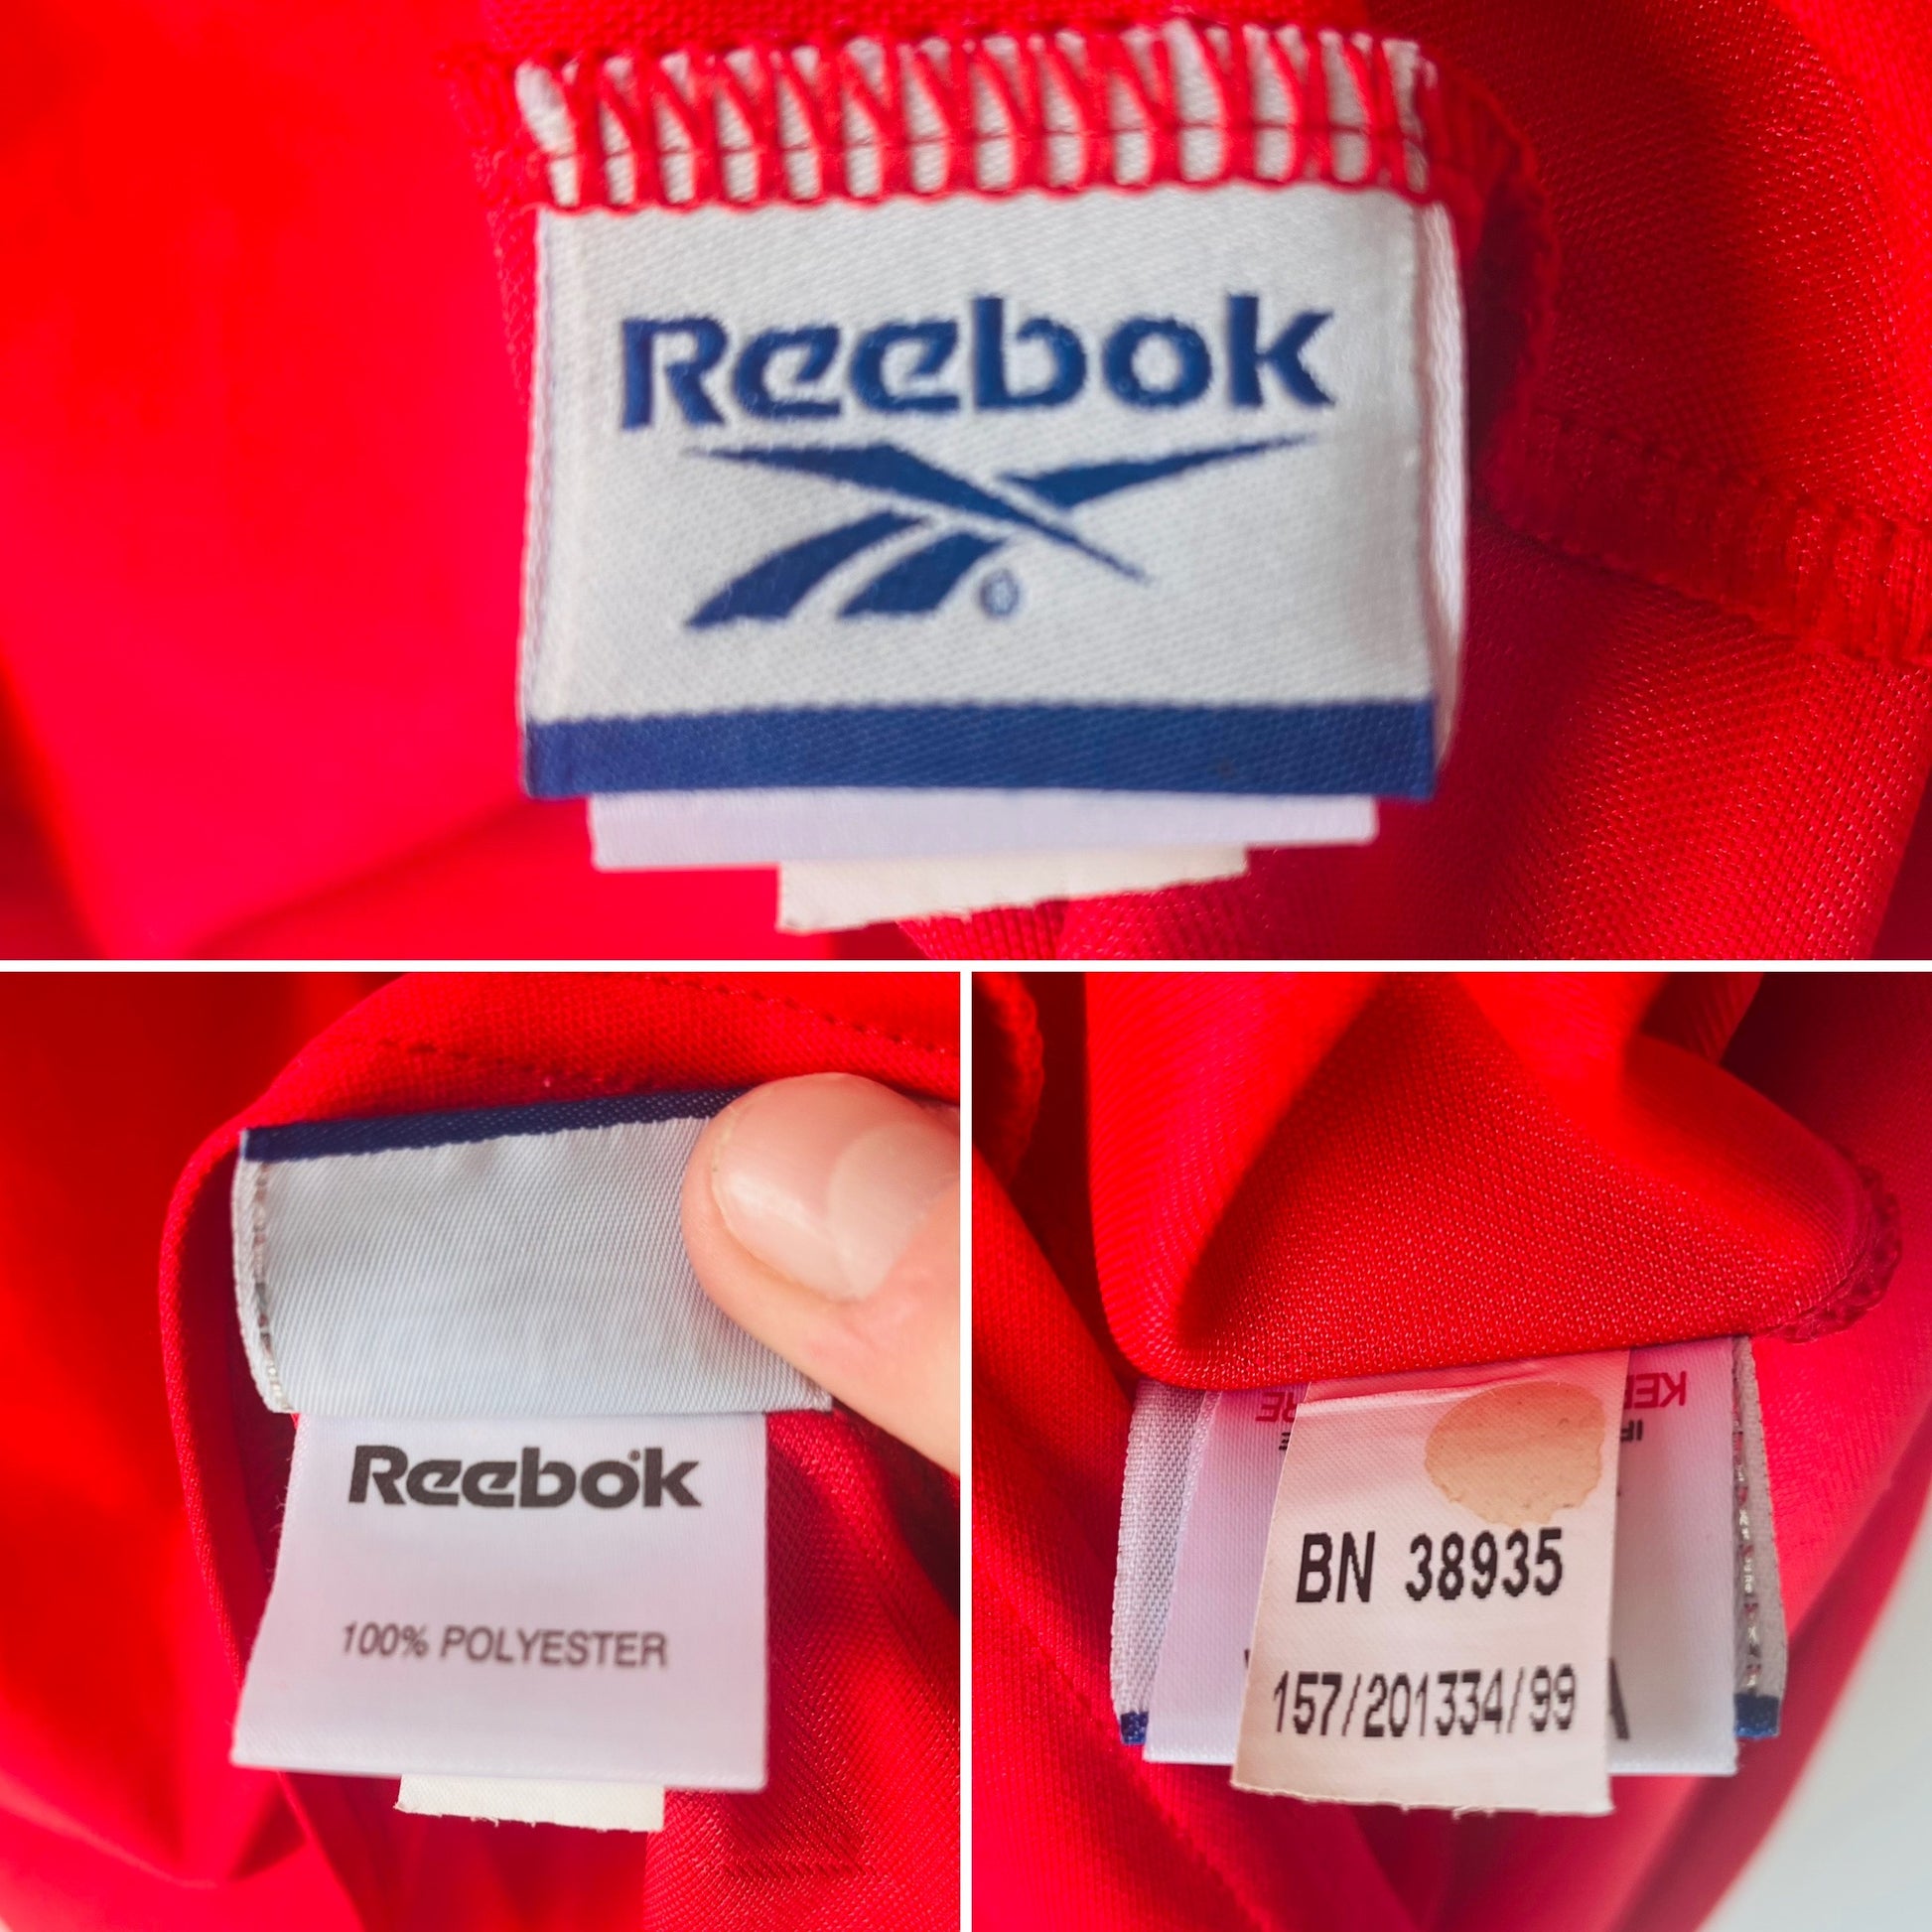 Reebok
®
Reebok
100% POLYESTER
BN 38935
157/201334/99